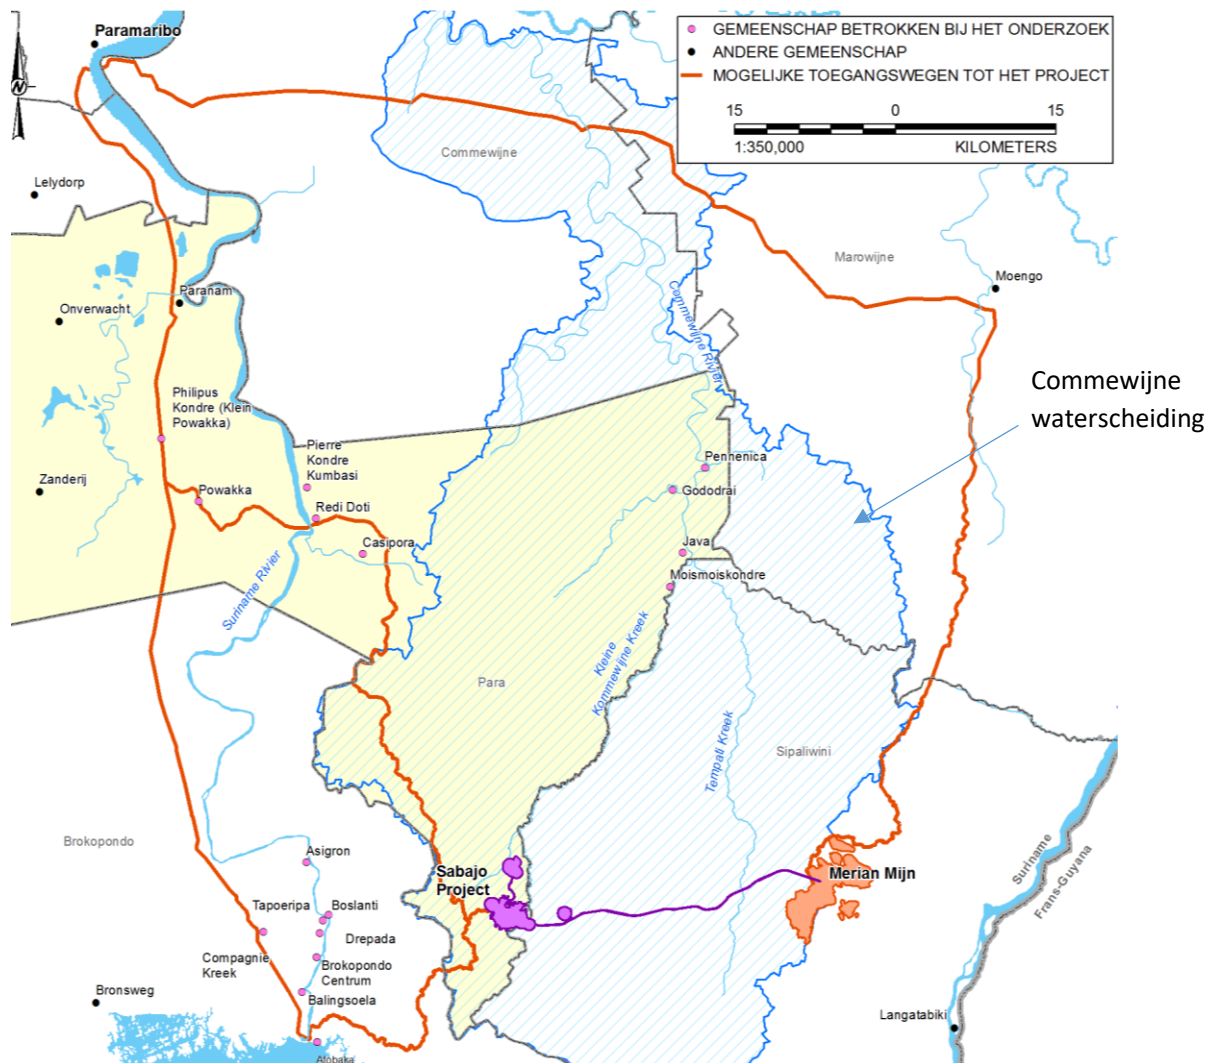 Paramaribo
GEMEENSCHAP BETROKKEN BIJ HET ONDERZOEK
ANDERE GEMEENSCHAP
MOGELIJKE TOEGANGSWEGEN TOT HET PROJECT
15 0 15
1:350,000 KILOMETERS
N
Commewijne
Lelydorp
Marowijne
Moengo
Paranam
Onverwacht
Commewijne Rivier
Commewijne
waterscheiding
Philipus
Kondre (Klein
Powakka)
Pierre
Kondre
Kumbasi
Pennenica
Zanderij
Powakka
Gododrai
Redi Doti
Casipora
Java
Moismoiskondre
Suriname Rivier
Kleine
Kommewijne Kreek
Para
Tempati Kreek
Sipaliwini
Brokopondo
Asigron
Sabajo
Project
Merian Mijn
Suriname
Frans-Guyana
Tapoeripa
Boslanti
Drepada
Compagnie
Kreek
Brokopondo
Centrum
Bronsweg
Balingsoela
Langatabiki
Afobaka